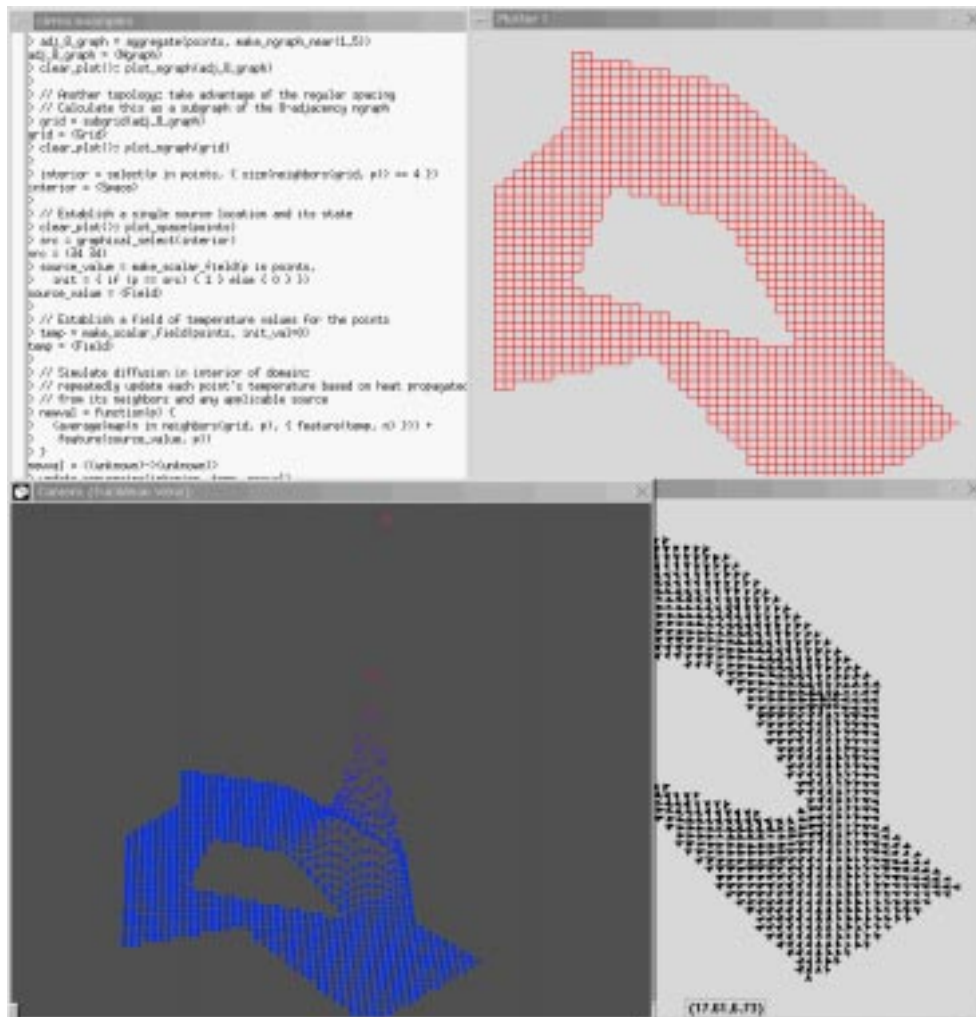 > adj_8_graph = aggregate(points, make_ngraph_near(1.5))
adj_8_graph = <Ngraph>
> clear_plot(); plot_ngraph(adj_8_graph)
>
> // Another topology: take advantage of the regular spacing
> // Calculate this as a subgraph of the 8-adjacency ngraph
> grid = subgrid(adj_8_graph)
grid = <Grid>
> clear_plot(); plot_ngraph(grid)
>
> interior = select(p in points, { size(neighbors(grid, p)) == 4 })
interior = <Space>
>
> // Establish a single source location and its state
> clear_plot(); plot_space(points)
> src = graphical_select(interior)
src = (34 34)
> source_value = make_scalar_field(p in points,
> init = { if (p == src) { 1 } else { 0 } })
source_value = <Field>
>
> // Establish a field of temperature values for the points
> temp = make_scalar_field(points, init_val=0)
temp = <Field>
>
> // Simulate diffusion in interior of domain:
> // repeatedly update each point's temperature based on heat propagated
> // from its neighbors and any applicable source
> newval = function(p) {
> (average(map(n in neighbors(grid, p), { feature(temp, n) })) +
> feature(source_value, p))
> }
newval = ((unknown)->(unknown))
Plotter 1